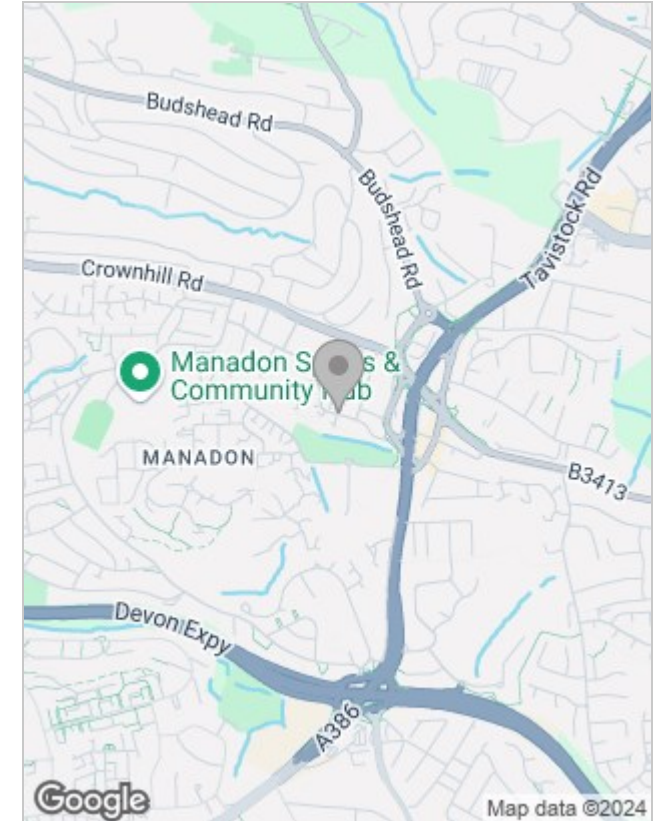 Budshead Rd
Budshead Rd
Tavistock Rd
Crownhill Rd
Manadon &
Community
MANADON
B3413
Devon Expy
A386
Google
Map data ©2024